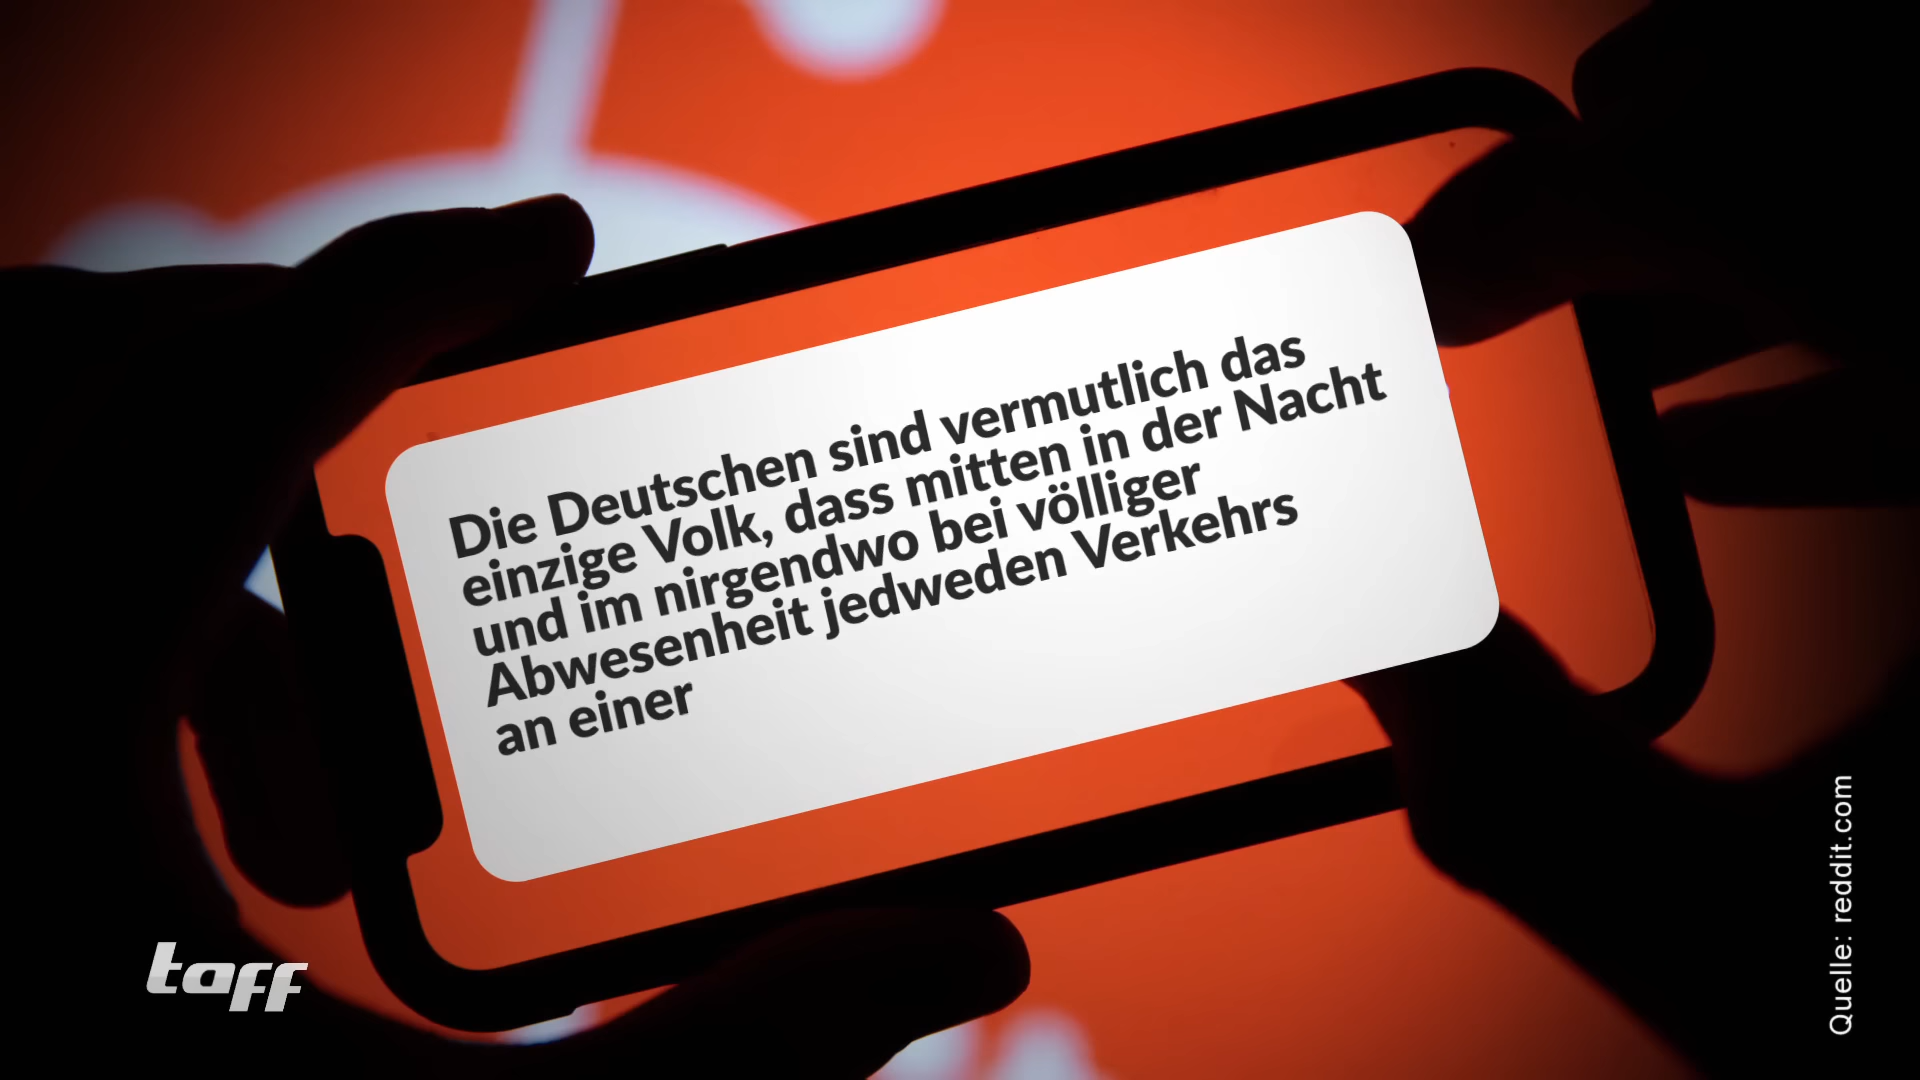 Die Deutschen sind vermutlich das
einzige Volk, dass mitten in der Nacht
und im nirgendwo bei völliger
Abwesenheit jedweden Verkehrs
an einer
taff
Quelle: reddit.com